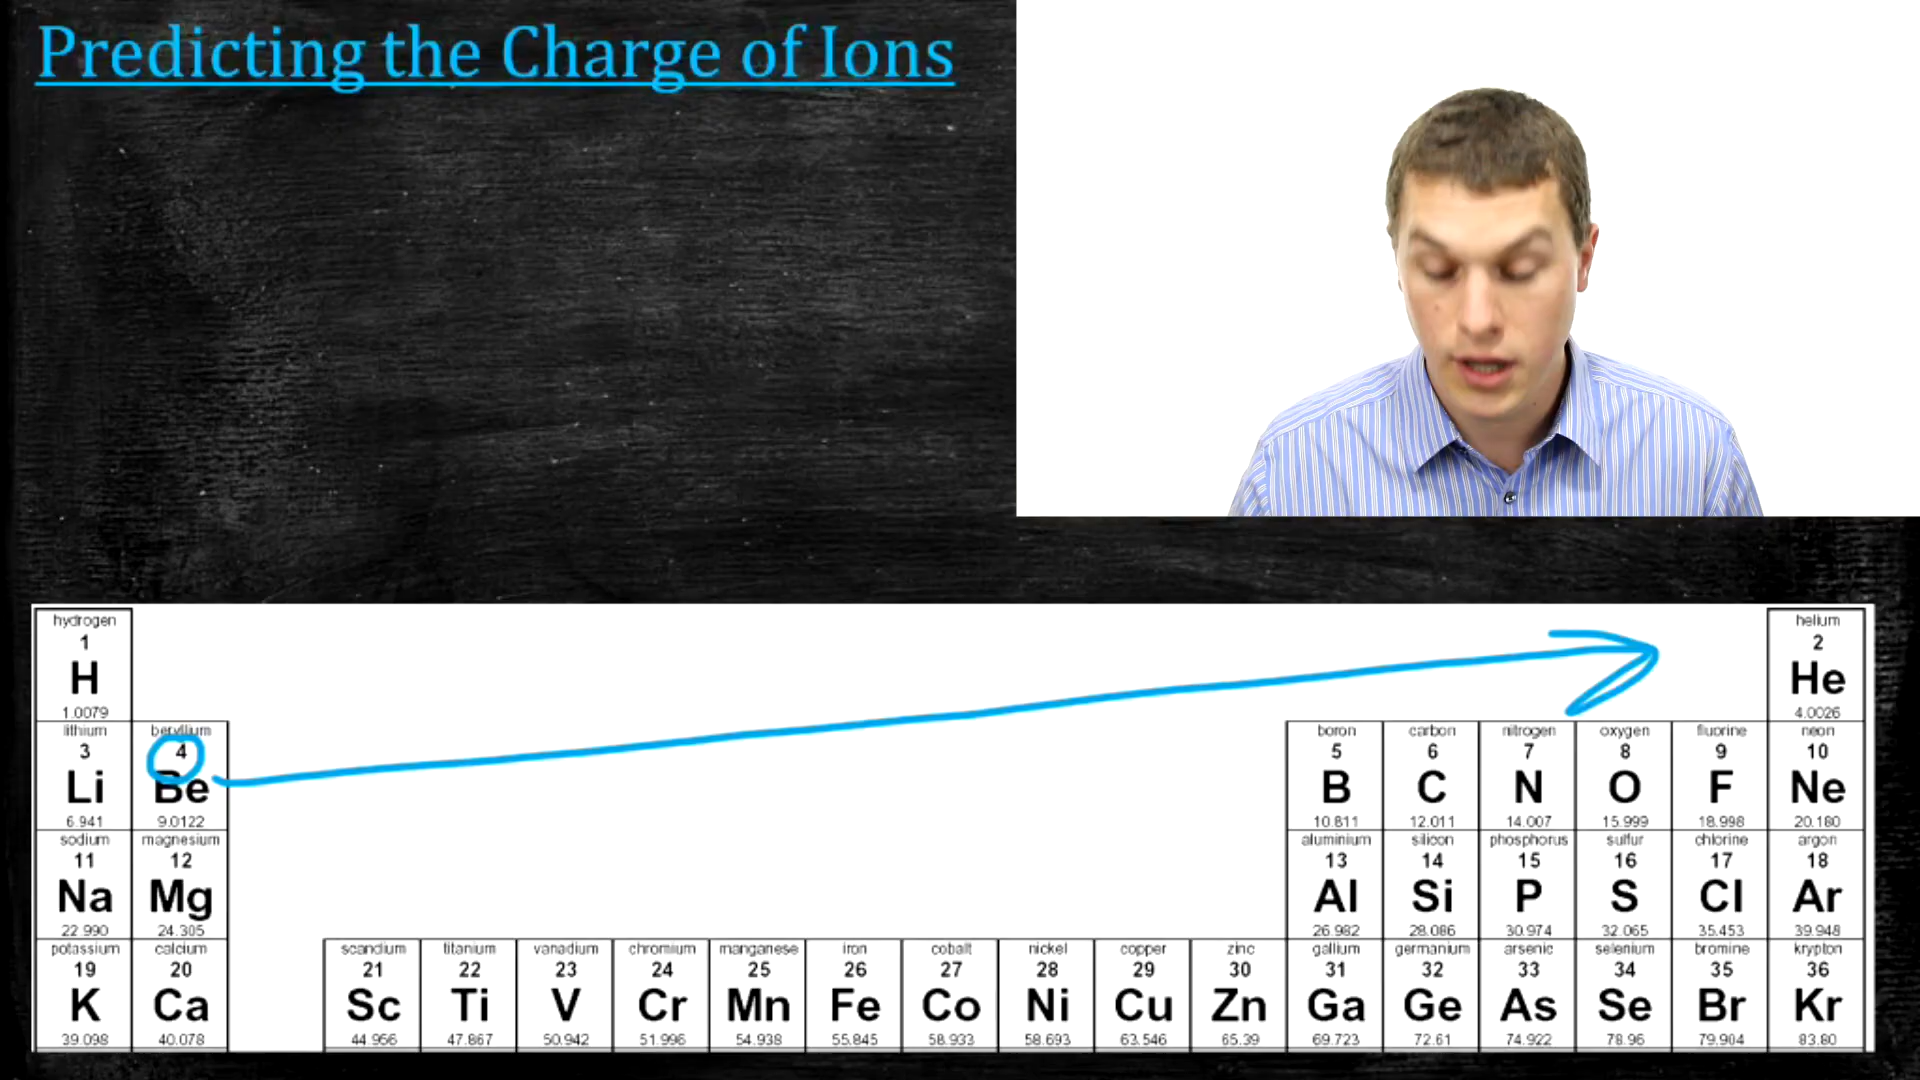 Predicting the Charge of Ions
hydrogen helium
1 2
H He
1.0079 4.0026
lithium beryllium boron carbon nitrogen oxygen fluorine neon
3 4 5 6 7 8 9 10
Li Be B C N O F Ne
6.941 9.0122 10.811 12.011 14.007 15.999 18.998 20.180
sodium magnesium aluminium silicon phosphorus sulfur chlorine argon
11 12 13 14 15 16 17 18
Na Mg Al Si P S Cl Ar
22.990 24.305 26.982 28.086 30.974 32.065 35.453 39.948
potassium calcium scandium titanium vanadium chromium manganese iron cobalt nickel copper zinc gallium germanium arsenic selenium bromine krypton
19 20 21 22 23 24 25 26 27 28 29 30 31 32 33 34 35 36
K Ca Sc Ti V Cr Mn Fe Co Ni Cu Zn Ga Ge As Se Br Kr
39.098 40.078 44.956 47.867 50.942 51.996 54.938 55.845 58.933 58.693 63.546 65.39 69.723 72.61 74.922 78.96 79.904 83.80